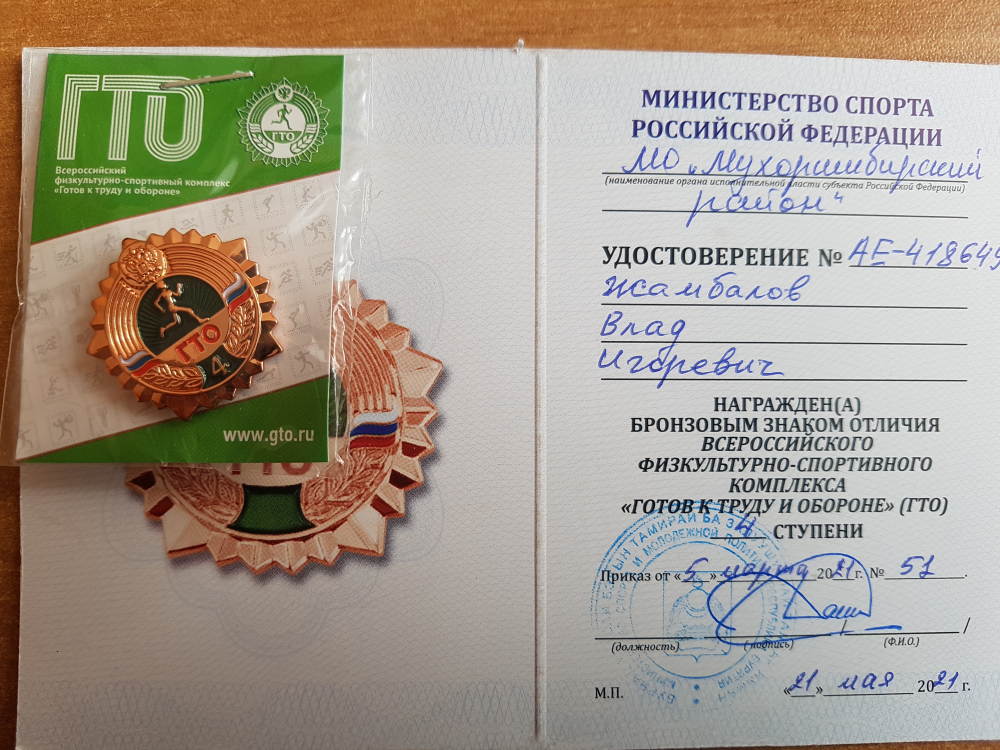 ГТО
ГТО
Всероссийский
физкультурно-спортивный комплекс
«Готов к труду и обороне»
ГТО
4
www.gto.ru
МИНИСТЕРСТВО СПОРТА
РОССИЙСКОЙ ФЕДЕРАЦИИ
МО „Мухоршибирский
(наименование органа исполнительной власти субъекта Российской Федерации)
район“
УДОСТОВЕРЕНИЕ № АЕ-418649
Жамбалов
Влад
Игоревич
НАГРАЖДЕН(А)
БРОНЗОВЫМ ЗНАКОМ ОТЛИЧИЯ
ВСЕРОССИЙСКОГО
ФИЗКУЛЬТУРНО-СПОРТИВНОГО
КОМПЛЕКСА
«ГОТОВ К ТРУДУ И ОБОРОНЕ» (ГТО)
4 СТУПЕНИ
Приказ от «5» марта 2021 г. № 51.
/ — /
(должность) (подпись) (Ф.И.О.)
М.П. «21» мая 2021 г.